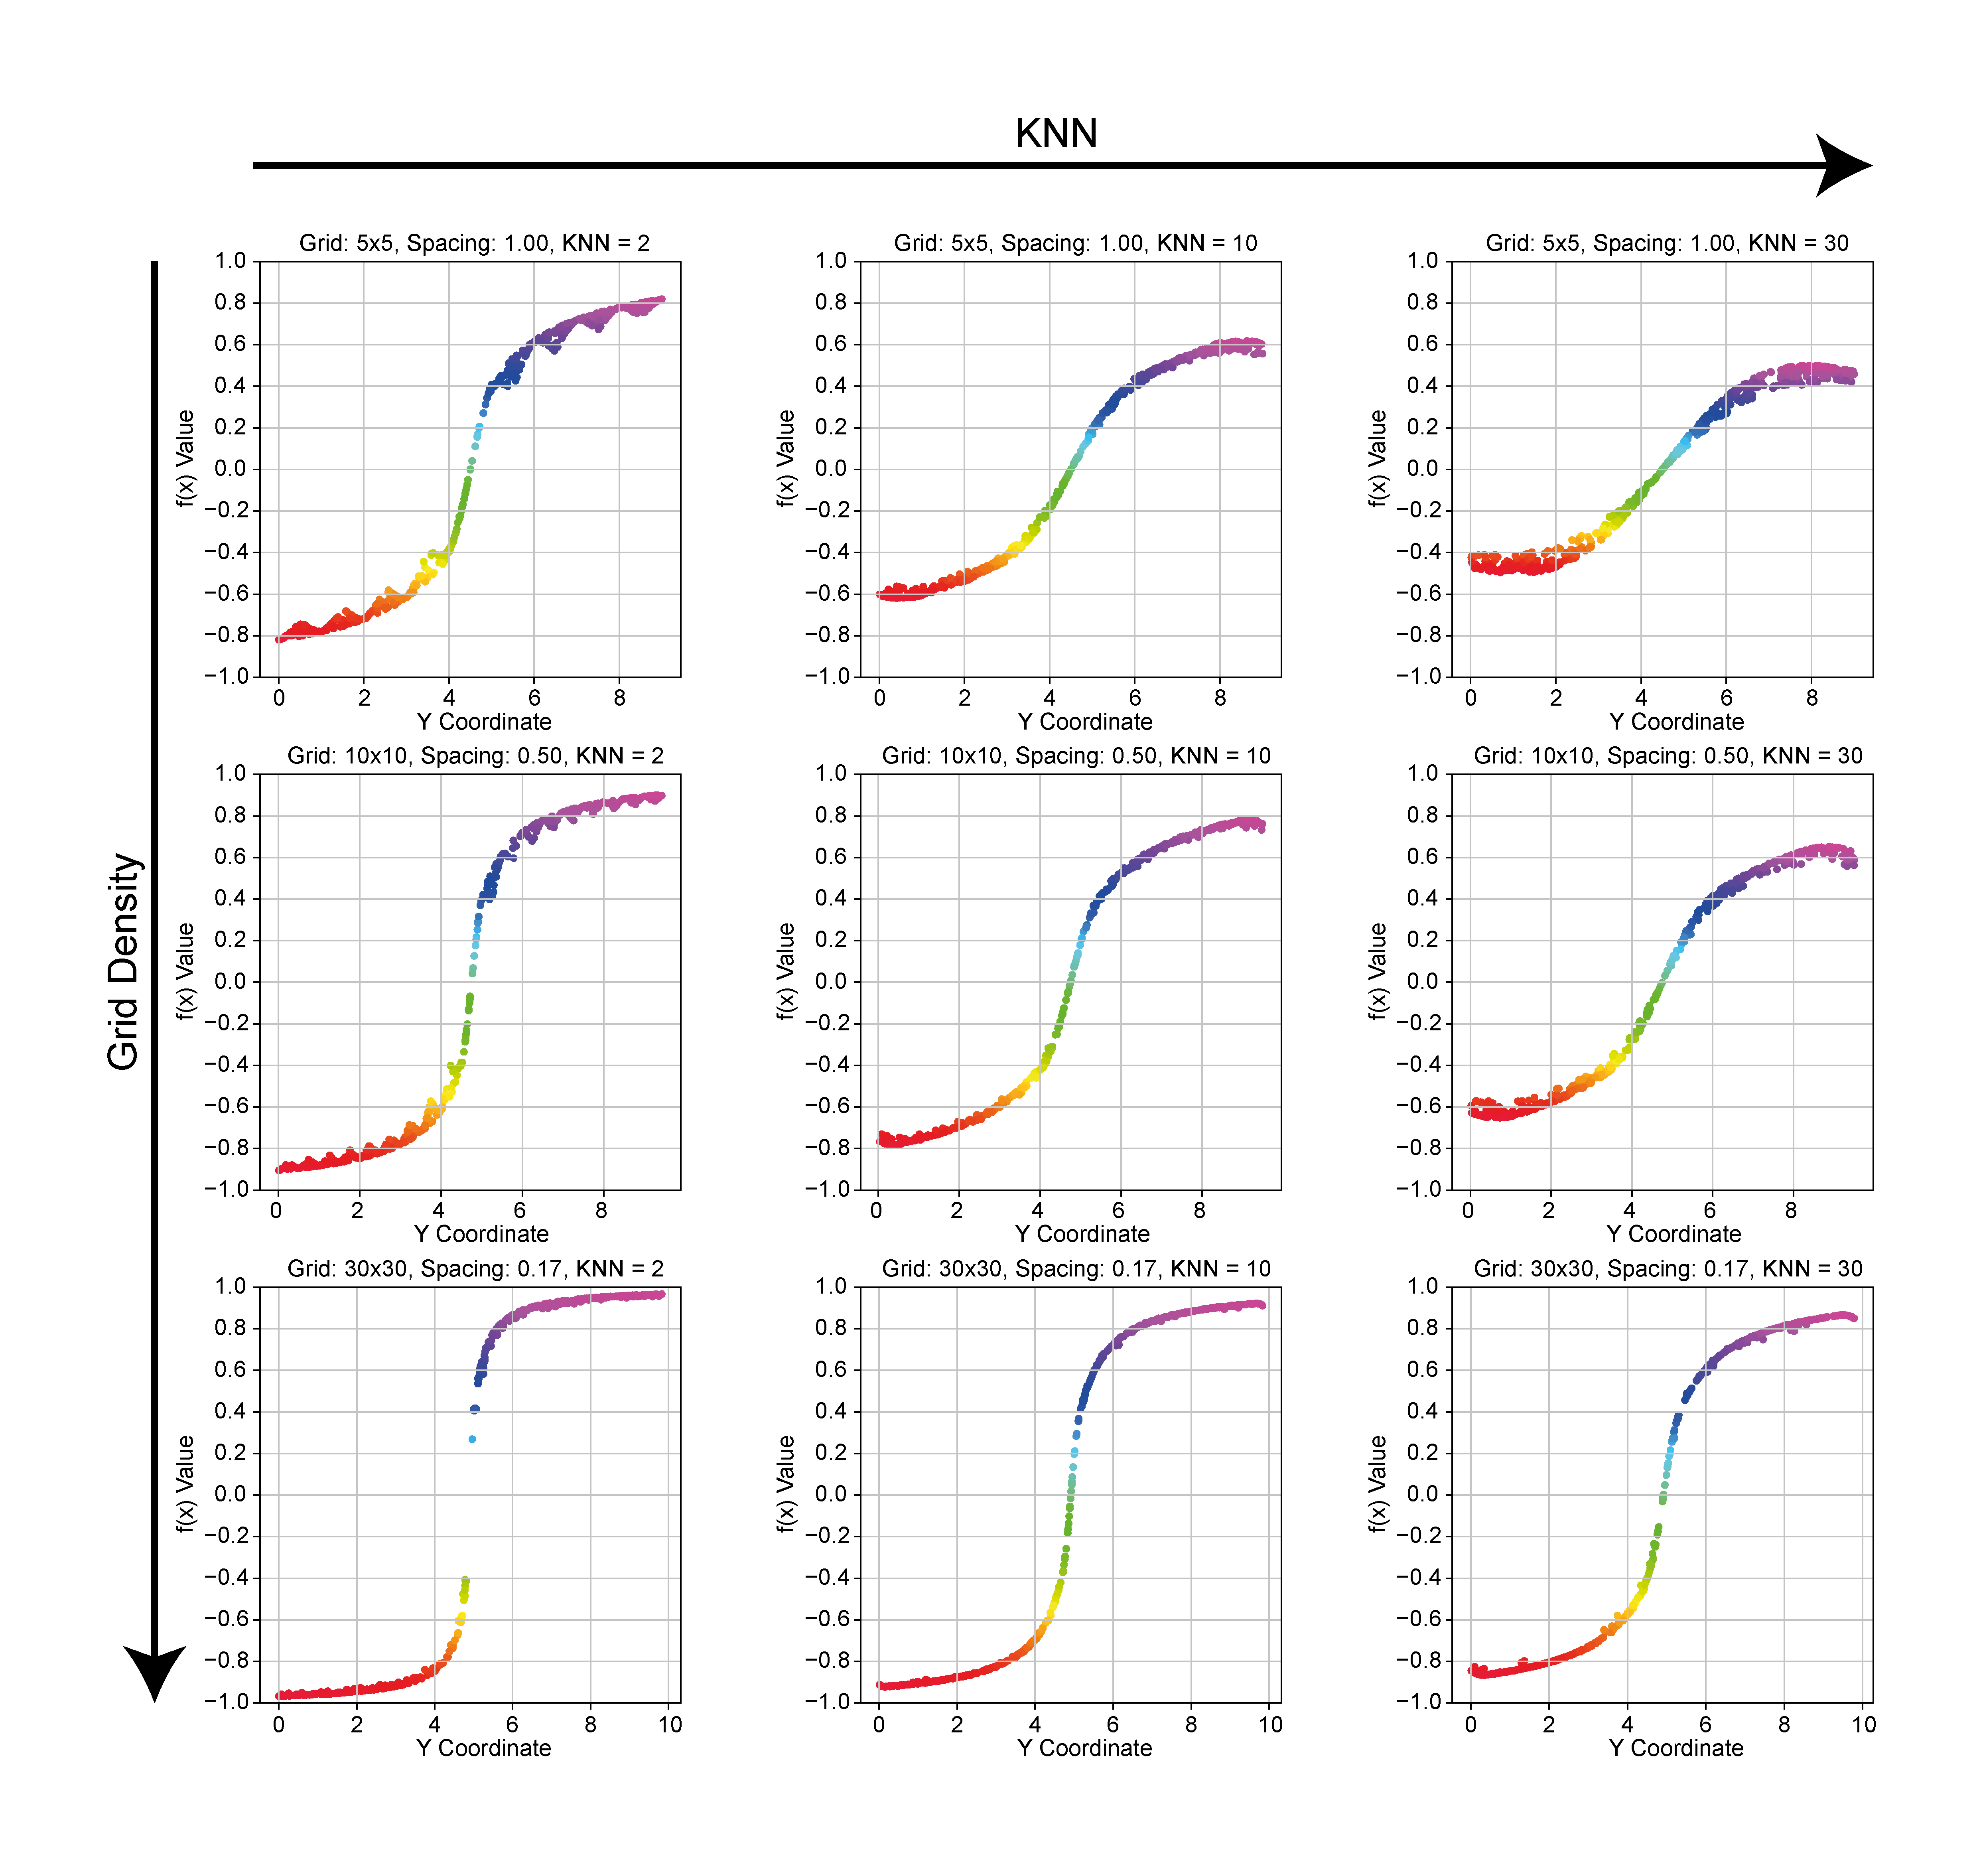 KNN
Grid Density
Grid: 5x5, Spacing: 1.00, KNN = 2
1.0
0.8
0.6
0.4
0.2
0.0
−0.2
−0.4
−0.6
−0.8
−1.0
f(x) Value
0 2 4 6 8
Y Coordinate
Grid: 5x5, Spacing: 1.00, KNN = 10
1.0
0.8
0.6
0.4
0.2
0.0
−0.2
−0.4
−0.6
−0.8
−1.0
f(x) Value
0 2 4 6 8
Y Coordinate
Grid: 5x5, Spacing: 1.00, KNN = 30
1.0
0.8
0.6
0.4
0.2
0.0
−0.2
−0.4
−0.6
−0.8
−1.0
f(x) Value
0 2 4 6 8
Y Coordinate
Grid: 10x10, Spacing: 0.50, KNN = 2
1.0
0.8
0.6
0.4
0.2
0.0
−0.2
−0.4
−0.6
−0.8
−1.0
f(x) Value
0 2 4 6 8
Y Coordinate
Grid: 10x10, Spacing: 0.50, KNN = 10
1.0
0.8
0.6
0.4
0.2
0.0
−0.2
−0.4
−0.6
−0.8
−1.0
f(x) Value
0 2 4 6 8
Y Coordinate
Grid: 10x10, Spacing: 0.50, KNN = 30
1.0
0.8
0.6
0.4
0.2
0.0
−0.2
−0.4
−0.6
−0.8
−1.0
f(x) Value
0 2 4 6 8
Y Coordinate
Grid: 30x30, Spacing: 0.17, KNN = 2
1.0
0.8
0.6
0.4
0.2
0.0
−0.2
−0.4
−0.6
−0.8
−1.0
f(x) Value
0 2 4 6 8 10
Y Coordinate
Grid: 30x30, Spacing: 0.17, KNN = 10
1.0
0.8
0.6
0.4
0.2
0.0
−0.2
−0.4
−0.6
−0.8
−1.0
f(x) Value
0 2 4 6 8 10
Y Coordinate
Grid: 30x30, Spacing: 0.17, KNN = 30
1.0
0.8
0.6
0.4
0.2
0.0
−0.2
−0.4
−0.6
−0.8
−1.0
f(x) Value
0 2 4 6 8 10
Y Coordinate